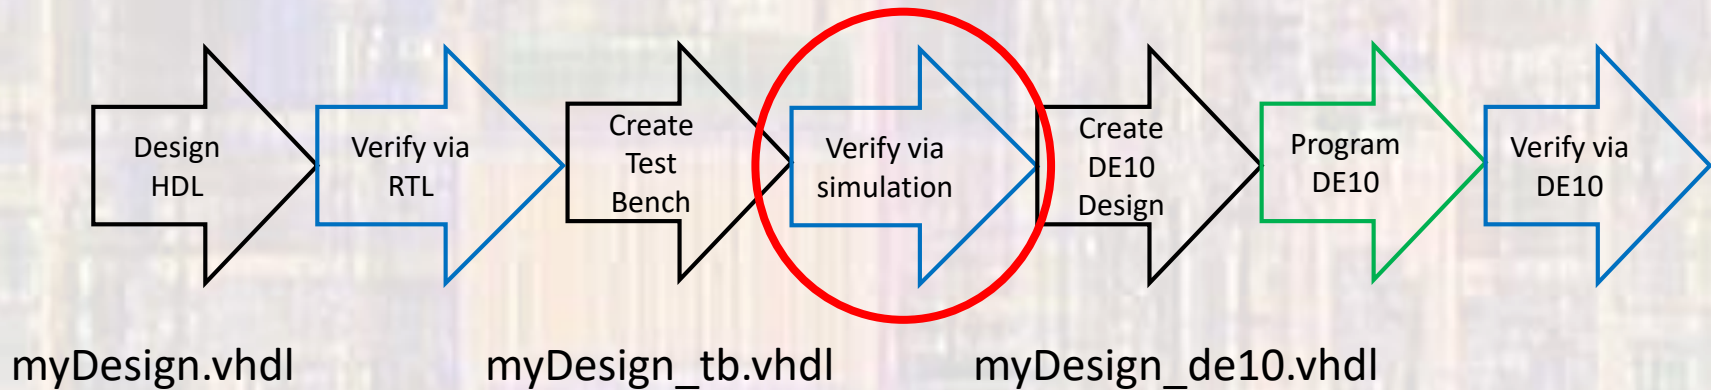 Design
HDL
Verify via
RTL
Create
Test
Bench
Verify via
simulation
Create
DE10
Design
Program
DE10
Verify via
DE10
myDesign.vhdl
myDesign_tb.vhdl
myDesign_de10.vhdl